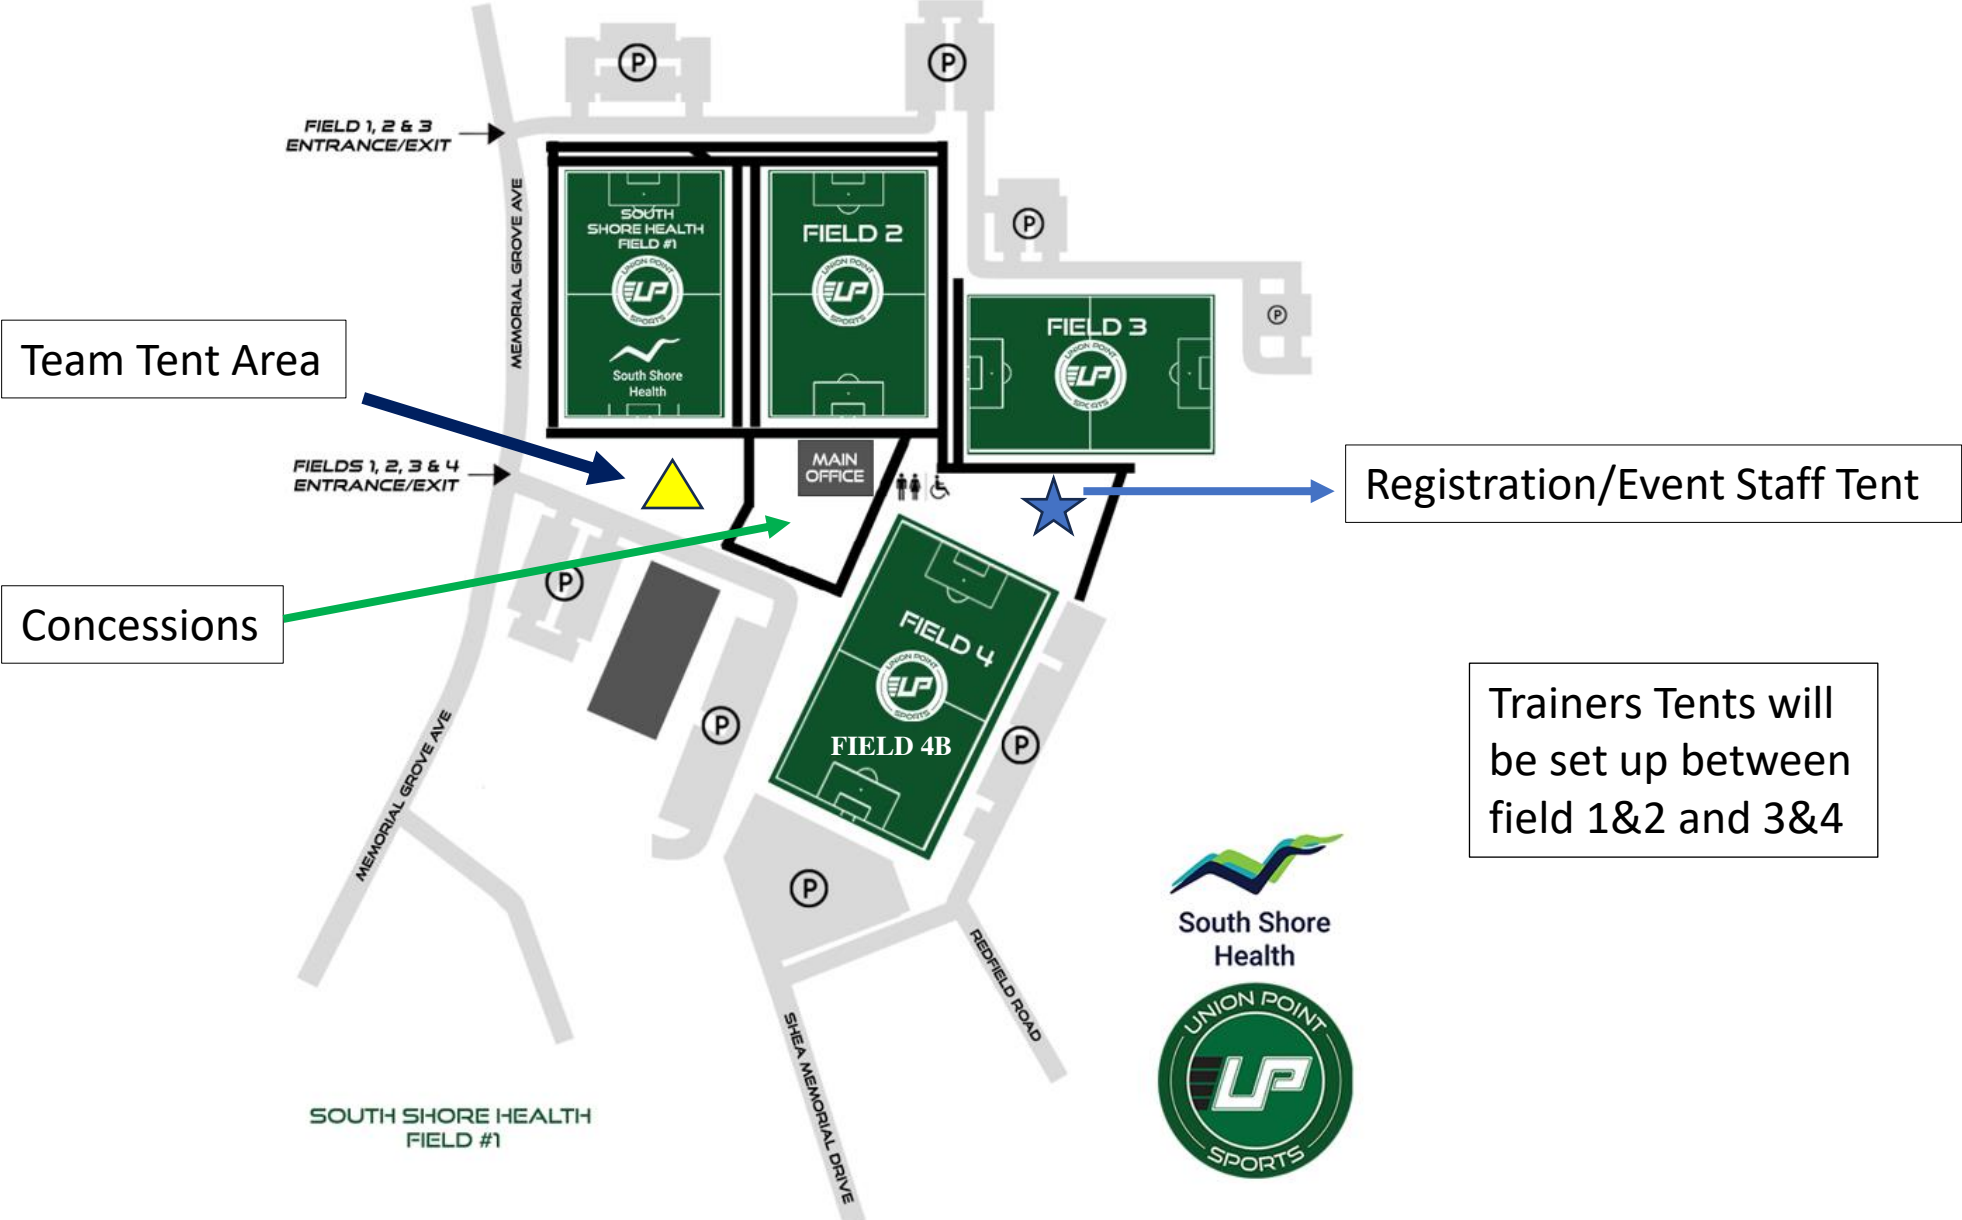 P
P
FIELD 1, 2 & 3
ENTRANCE/EXIT
MEMORIAL GROVE AVE
SOUTH
SHORE HEALTH
FIELD #1
UNION POINT
UP
SPORTS
South Shore
Health
FIELD 2
UNION POINT
UP
SPORTS
P
P
FIELD 3
UNION POINT
UP
SPORTS
Team Tent Area
FIELDS 1, 2, 3 & 4
ENTRANCE/EXIT
MAIN
OFFICE
Registration/Event Staff Tent
Concessions
P
P
FIELD 4
UNION POINT
UP
SPORTS
FIELD 4B
P
P
MEMORIAL GROVE AVE
Trainers Tents will
be set up between
field 1&2 and 3&4
REDFIELD ROAD
SHEA MEMORIAL DRIVE
South Shore
Health
UNION POINT
UP
SPORTS
SOUTH SHORE HEALTH
FIELD #1